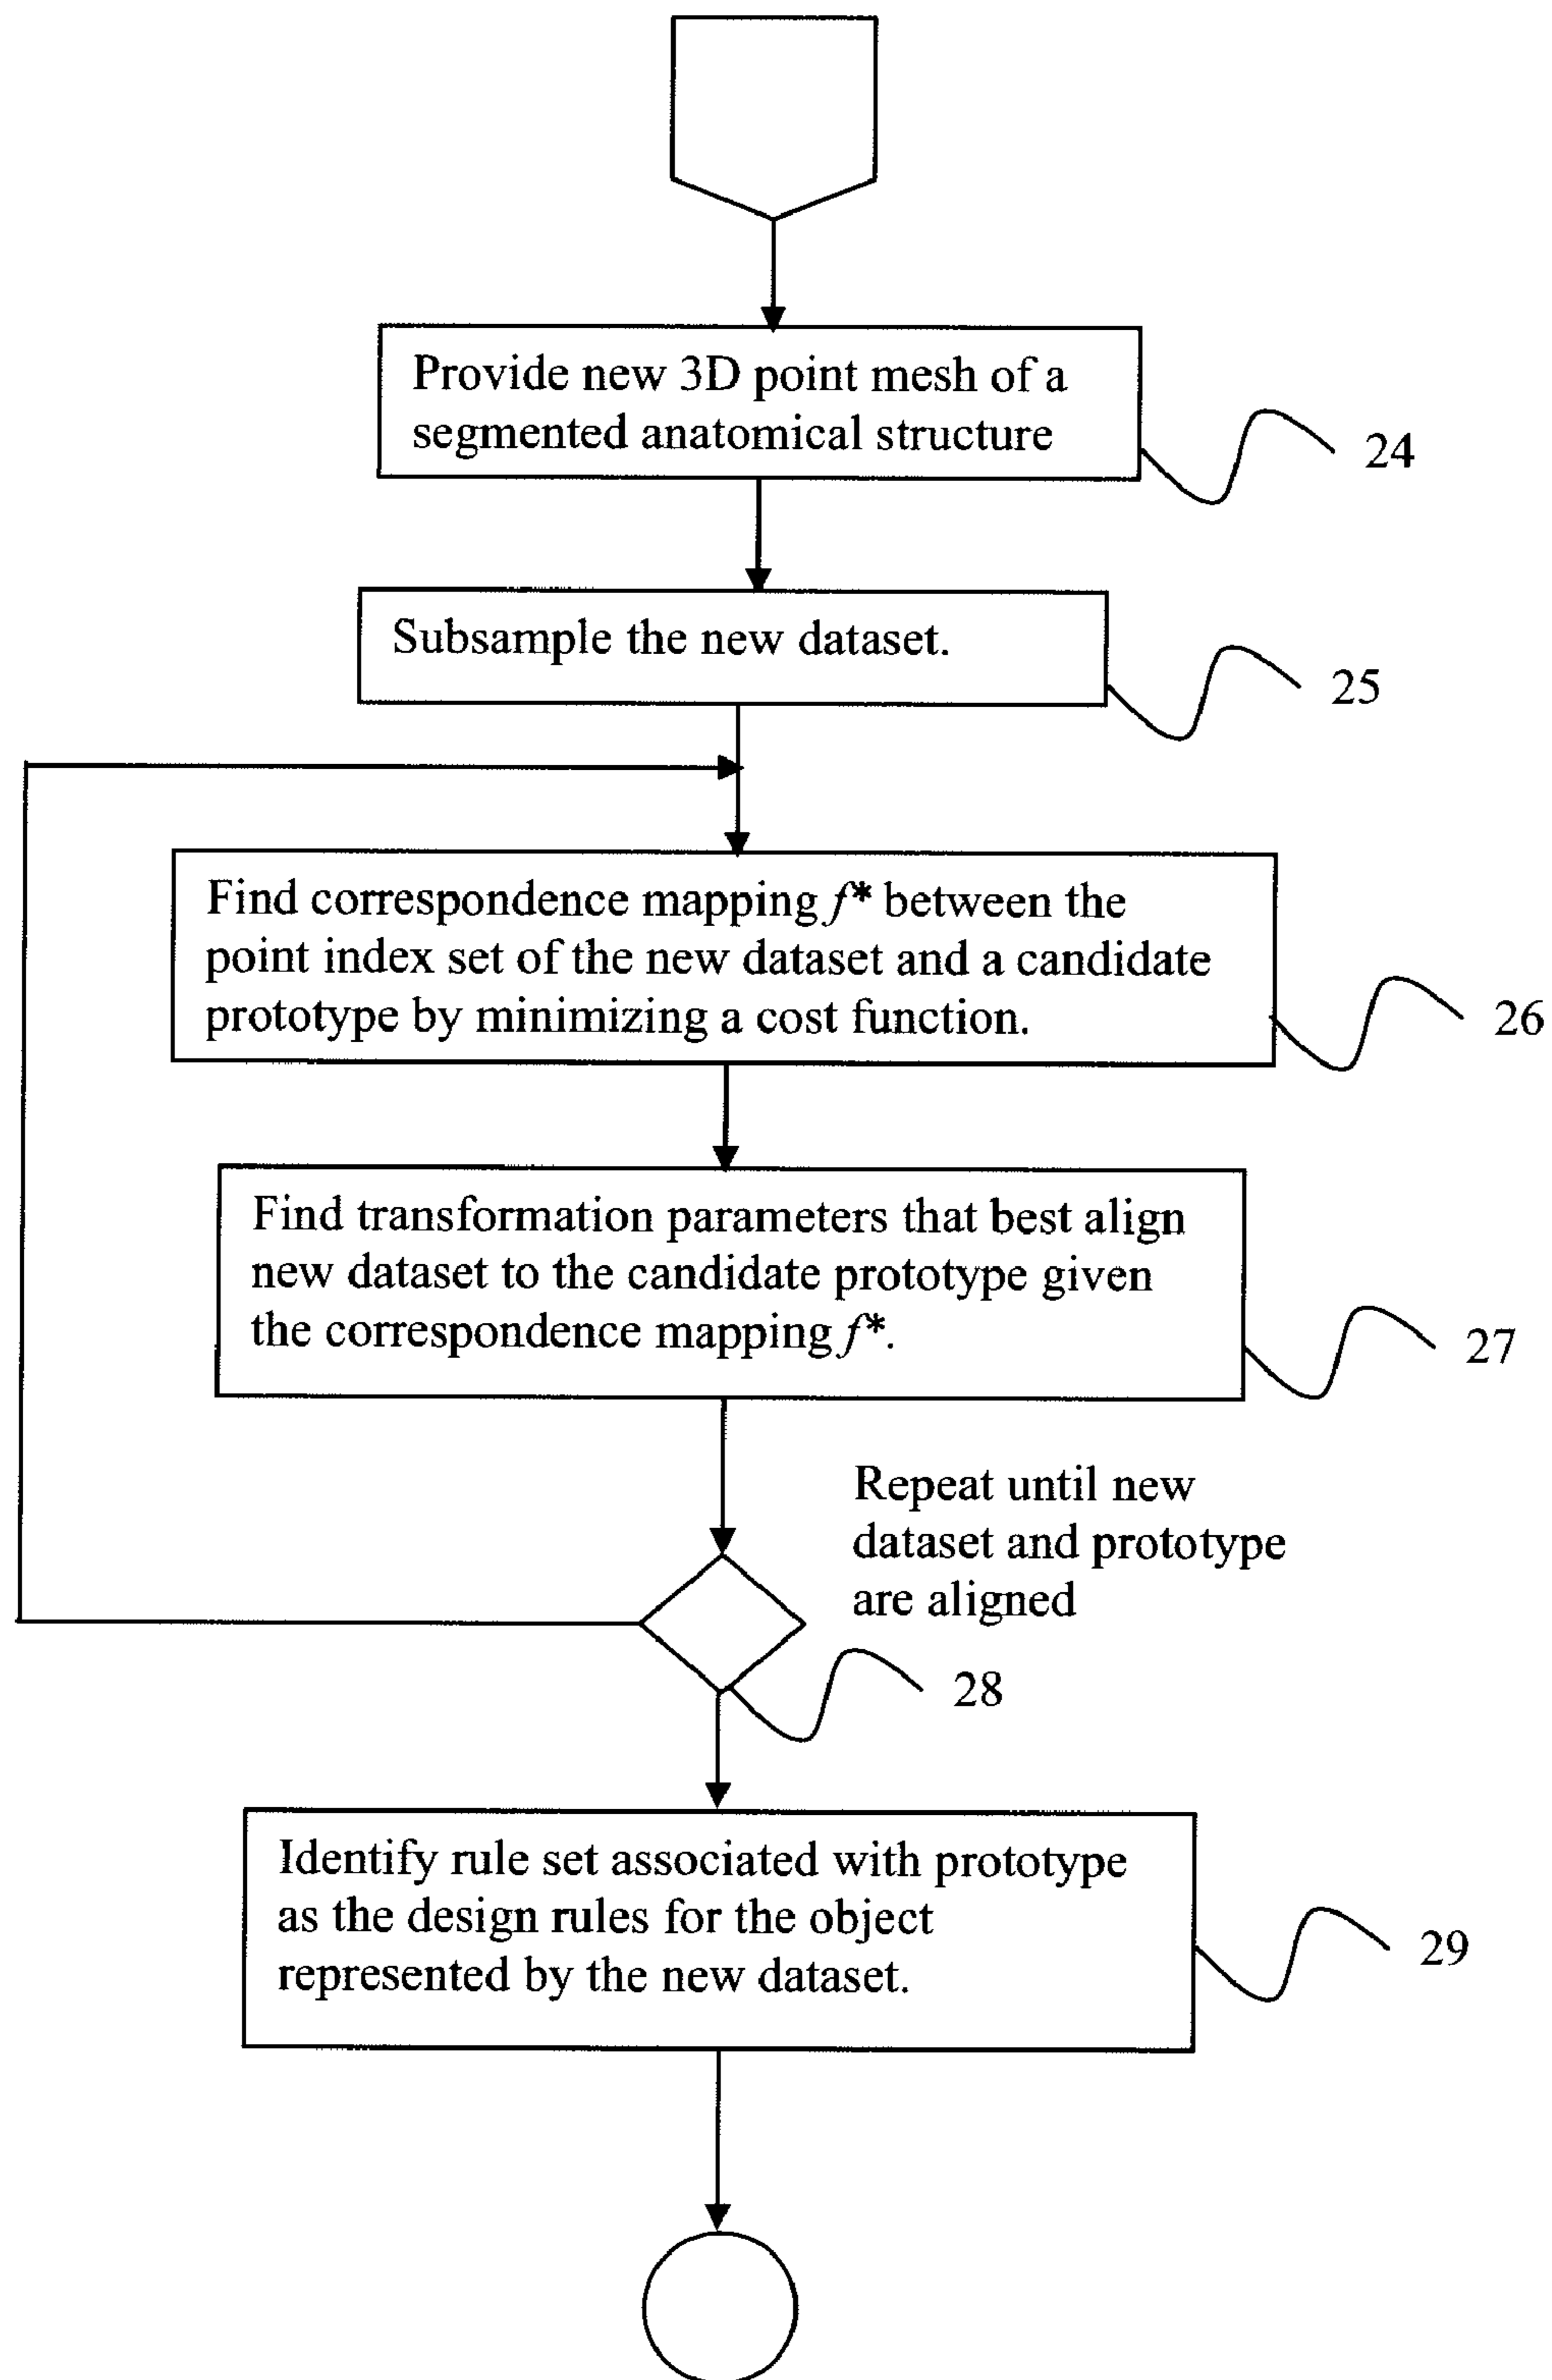 Provide new 3D point mesh of a
segmented anatomical structure
24
Subsample the new dataset.
25
Find correspondence mapping f* between the
point index set of the new dataset and a candidate
prototype by minimizing a cost function.
26
Find transformation parameters that best align
new dataset to the candidate prototype given
the correspondence mapping f*.
27
Repeat until new
dataset and prototype
are aligned
28
Identify rule set associated with prototype
as the design rules for the object
represented by the new dataset.
29